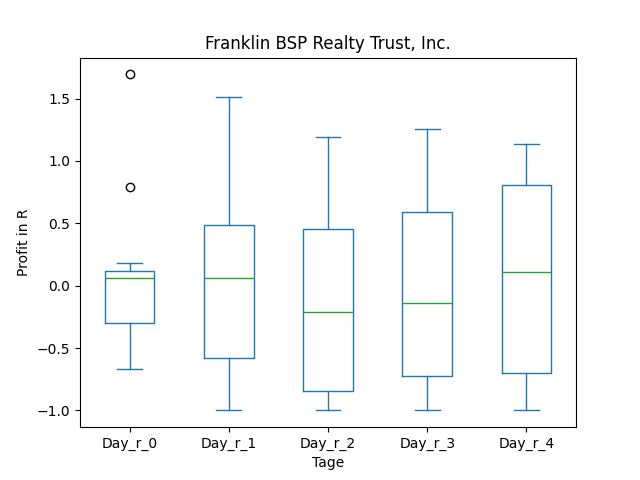 Franklin BSP Realty Trust, Inc.
Profit in R
1.5
1.0
0.5
0.0
−0.5
−1.0
Day_r_0 Day_r_1 Day_r_2 Day_r_3 Day_r_4
Tage